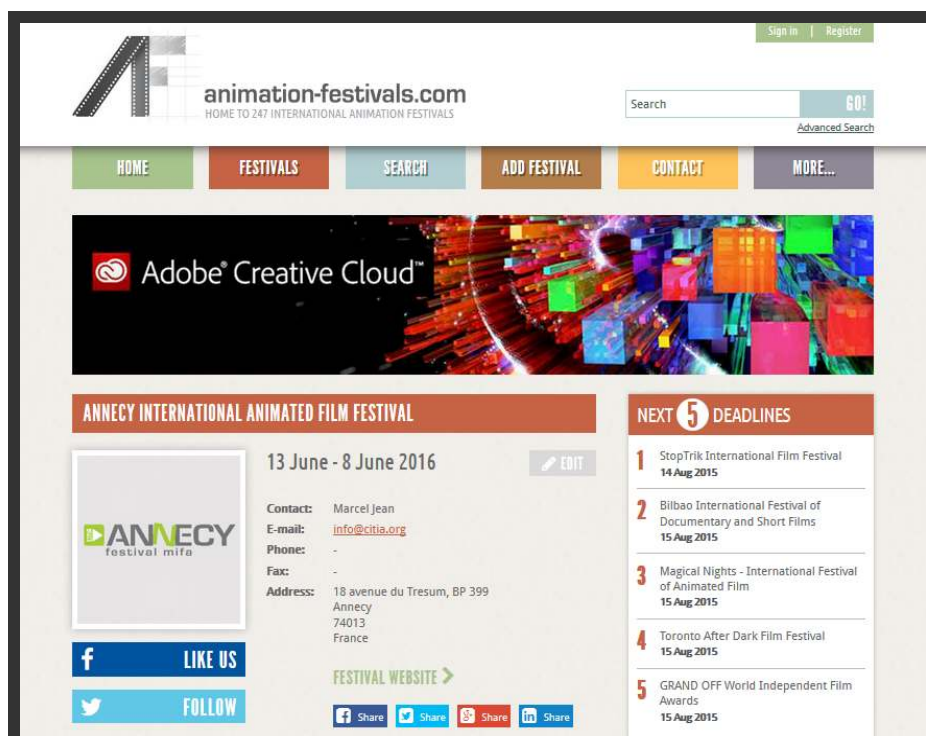 Sign in | Register
animation-festivals.com
HOME TO 247 INTERNATIONAL ANIMATION FESTIVALS
Search GO!
Advanced Search
HOME FESTIVALS SEARCH ADD FESTIVAL CONTACT MORE...
Adobe® Creative Cloud™
ANNECY INTERNATIONAL ANIMATED FILM FESTIVAL
13 June - 8 June 2016
EDIT
ANNECY
festival mifa
Contact: Marcel Jean
E-mail: info@citia.org
Phone: -
Fax: -
Address: 18 avenue du Tresum, BP 399
Annecy
74013
France
FESTIVAL WEBSITE
LIKE US
FOLLOW
Share Share Share Share
NEXT 5 DEADLINES
1 StopTrik International Film Festival
14 Aug 2015
2 Bilbao International Festival of
Documentary and Short Films
15 Aug 2015
3 Magical Nights - International Festival
of Animated Film
15 Aug 2015
4 Toronto After Dark Film Festival
15 Aug 2015
5 GRAND OFF World Independent Film
Awards
15 Aug 2015